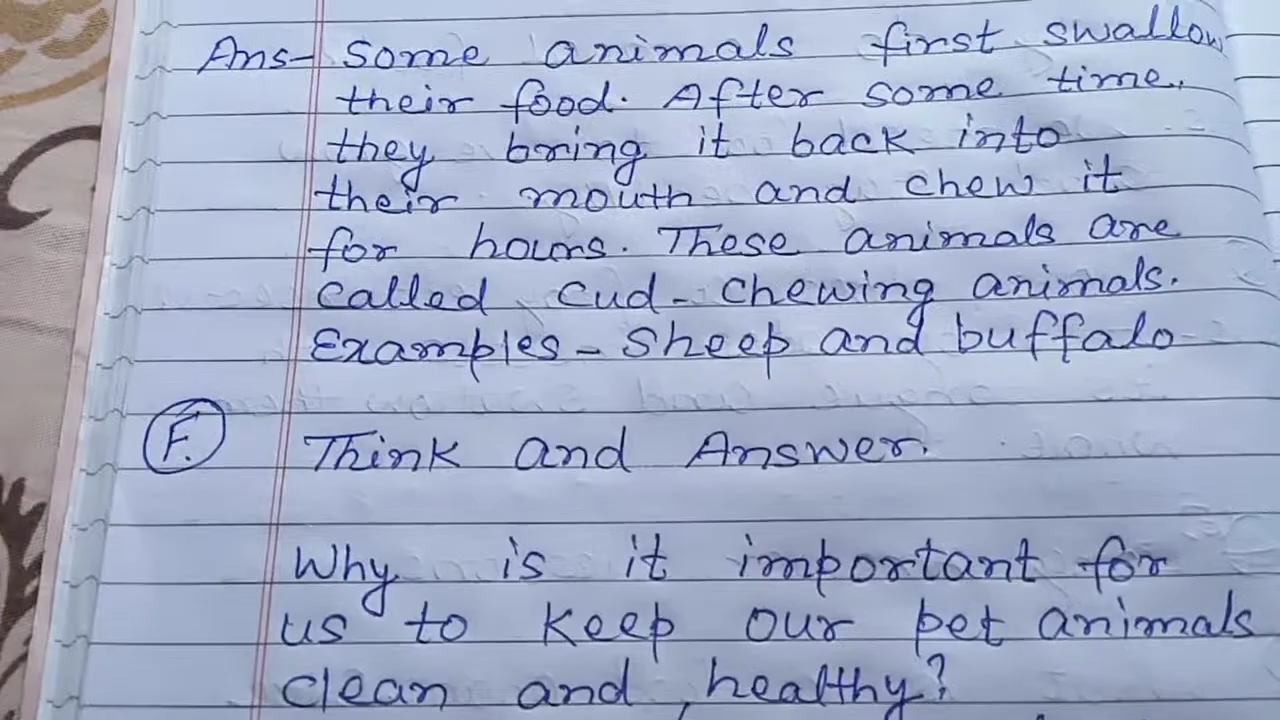 Ans- Some animals first swallow
their food. After some time,
they bring it back into
their mouth and chew it
for hours. These animals are
called cud-chewing animals.
Examples - Sheep and buffalo
F. Think and Answer.
Why is it important for
us to keep our pet animals
clean and healthy?